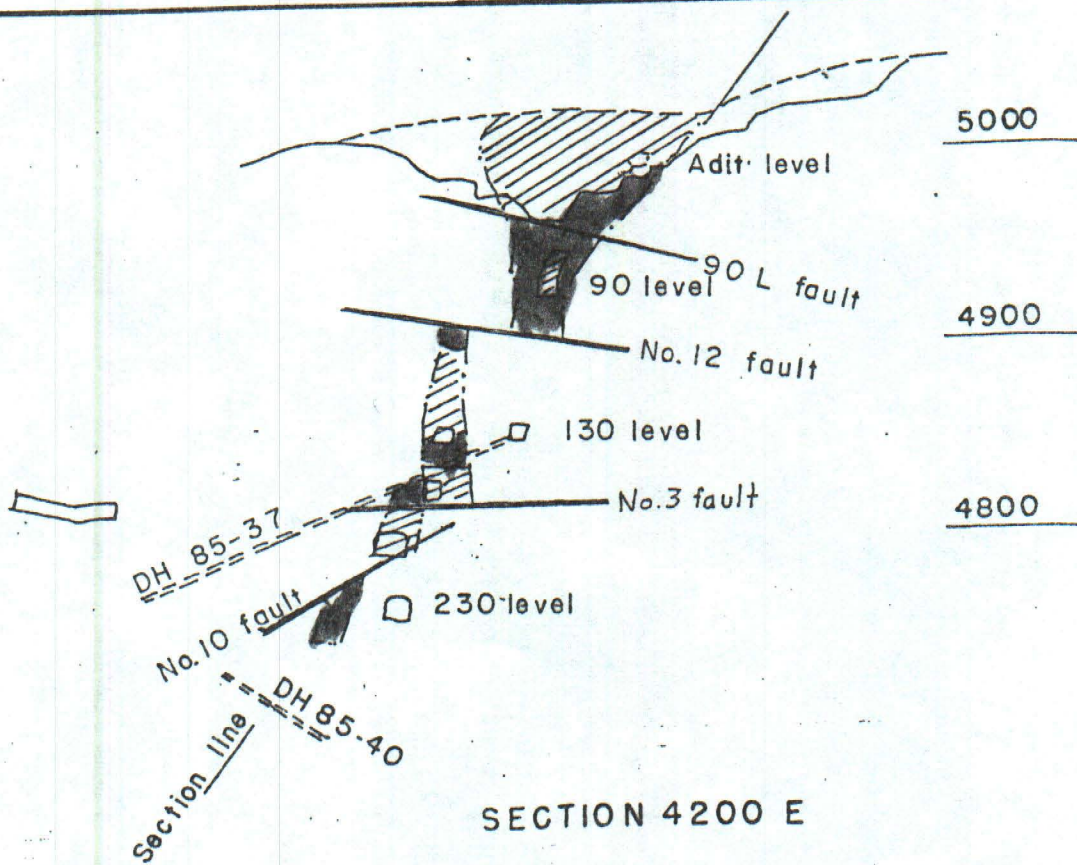 5000
Adit level
90 L fault
90 level
4900
No. 12 fault
130 level
No. 3 fault
4800
DH 85-37
230 level
No. 10 fault
DH 85-40
Section line
SECTION 4200 E